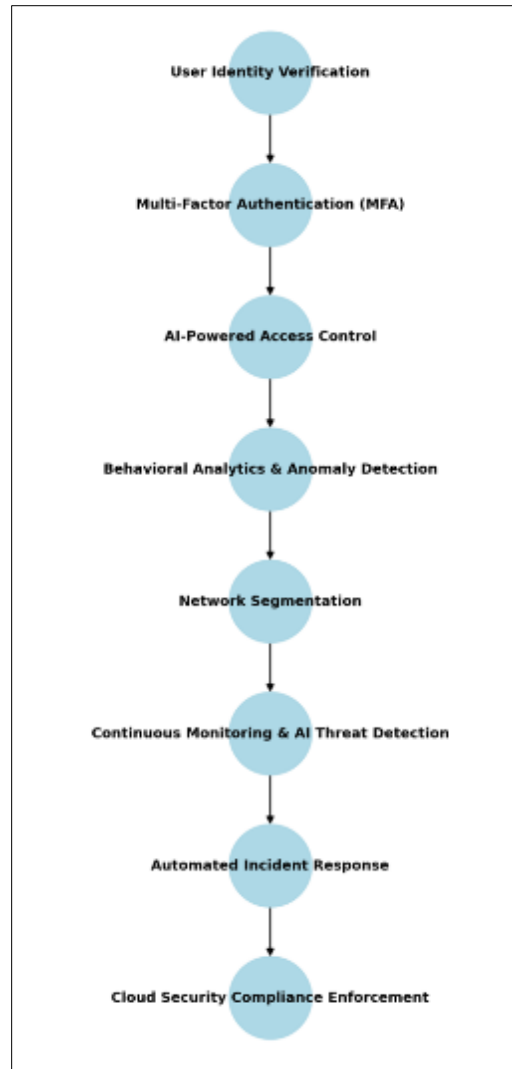 User Identity Verification
Multi-Factor Authentication (MFA)
AI-Powered Access Control
Behavioral Analytics & Anomaly Detection
Network Segmentation
Continuous Monitoring & AI Threat Detection
Automated Incident Response
Cloud Security Compliance Enforcement